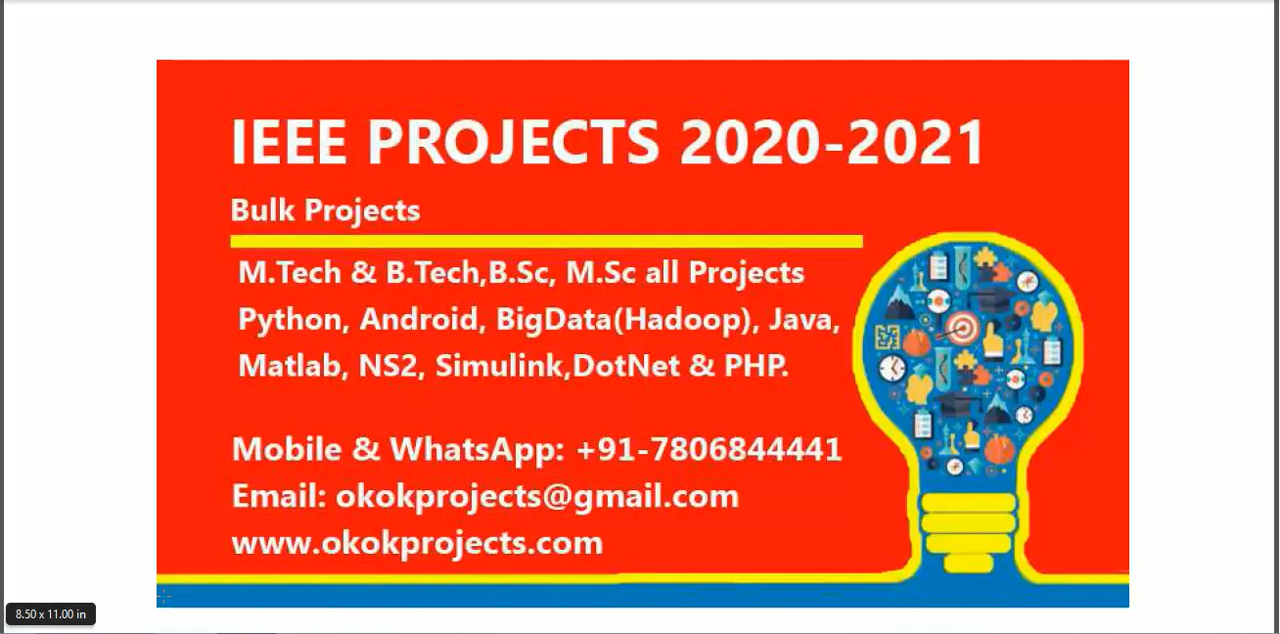 IEEE PROJECTS 2020-2021
Bulk Projects
M.Tech & B.Tech,B.Sc, M.Sc all Projects
Python, Android, BigData(Hadoop), Java,
Matlab, NS2, Simulink,DotNet & PHP.
Mobile & WhatsApp: +91-7806844441
Email: okokprojects@gmail.com
www.okokprojects.com
8.50 x 11.00 in